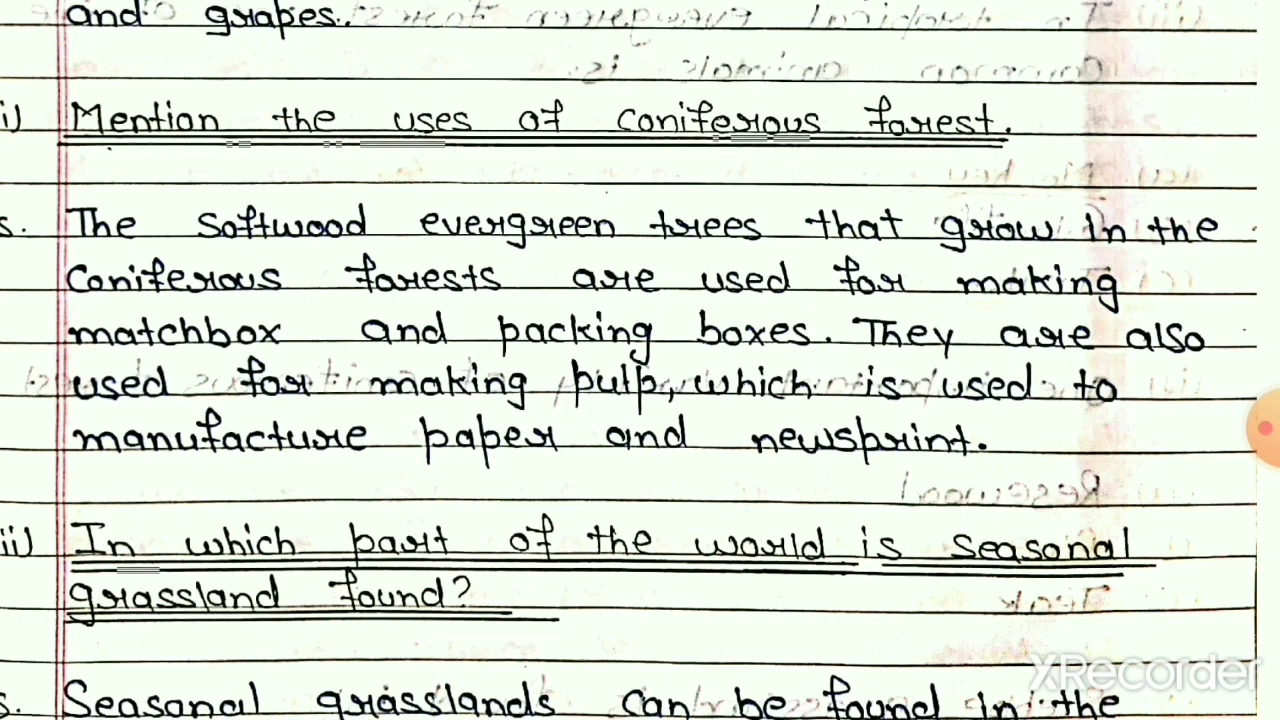 and grapes.
i) Mention the uses of coniferous forest.
s. The softwood evergreen trees that grow in the
coniferous forests are used for making
matchbox and packing boxes. They are also
used for making pulp, which is used to
manufacture paper and newsprint.
ii) In which part of the world is seasonal
grassland found?
s. Seasonal grasslands can be found in the
XRecorder